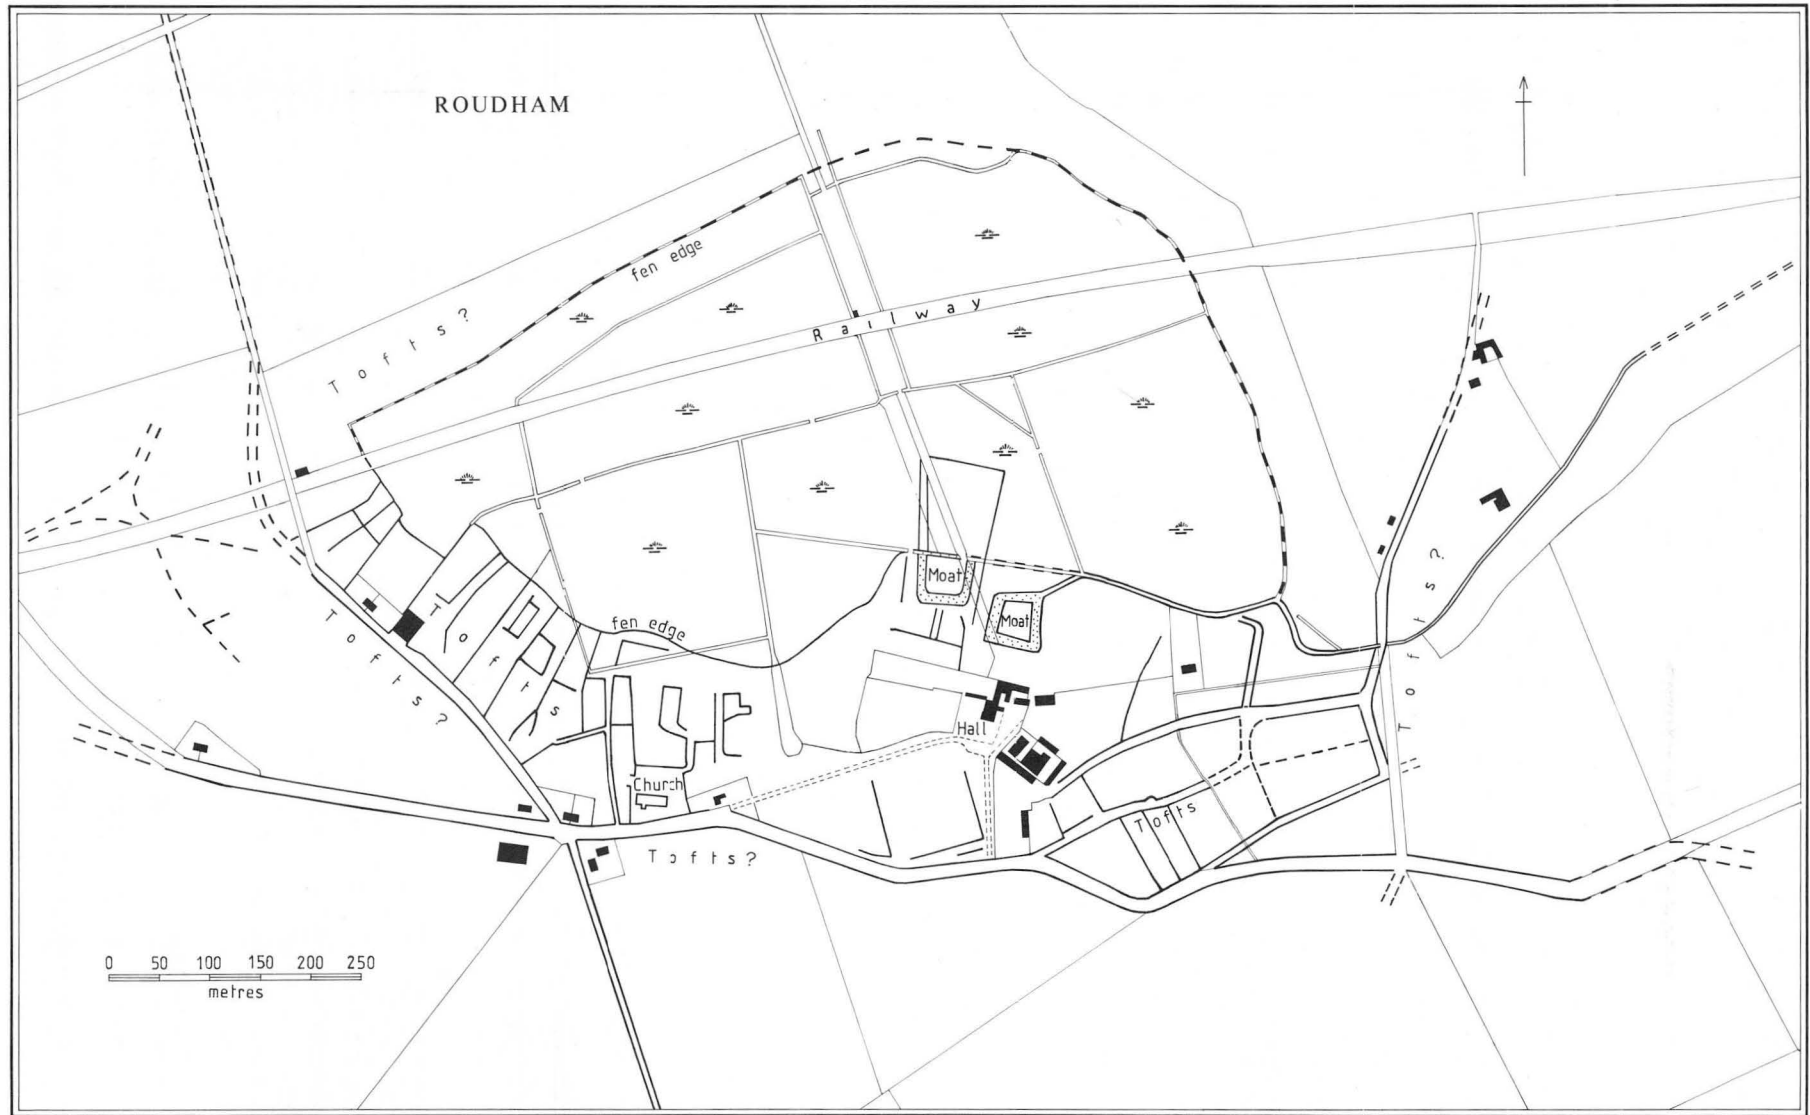 ROUDHAM
fen edge
Tofts?
Railway
Moat
Moat
Tofts
Tofts?
fen edge
Tofts?
Hall
Church
Tofts
Tofts?
0 50 100 150 200 250
metres